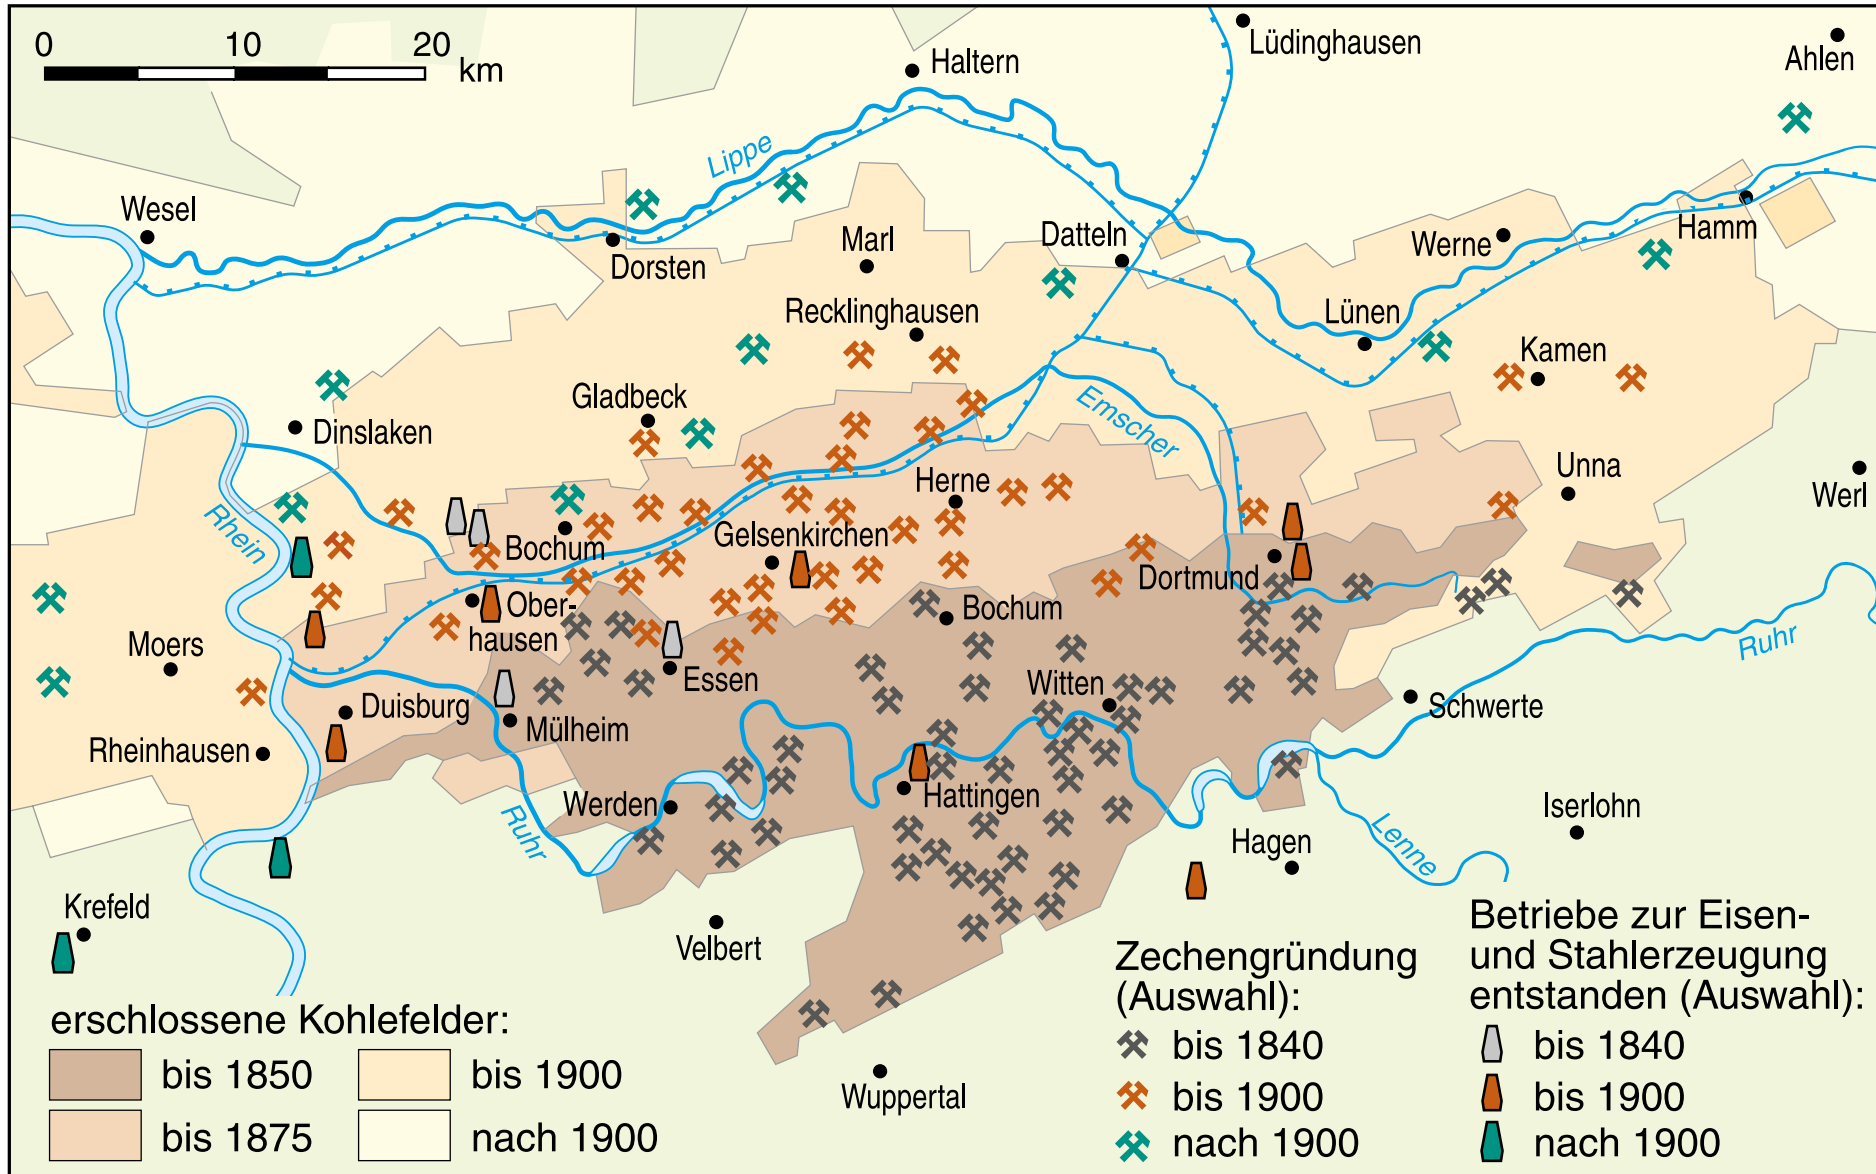 0 10 20
km
Lüdinghausen
Ahlen
Haltern
Lippe
Wesel
Dorsten
Marl
Datteln
Werne
Hamm
Recklinghausen
Lünen
Kamen
Gladbeck
Dinslaken
Emscher
Unna
Werl
Herne
Rhein
Bochum
Gelsenkirchen
Dortmund
Ober-
hausen
Bochum
Moers
Essen
Witten
Ruhr
Duisburg
Mülheim
Schwerte
Rheinhausen
Werden
Hattingen
Ruhr
Iserlohn
Hagen
Lenne
Krefeld
Velbert
Wuppertal
erschlossene Kohlefelder:
bis 1850
bis 1900
bis 1875
nach 1900
Zechengründung
(Auswahl):
bis 1840
bis 1900
nach 1900
Betriebe zur Eisen-
und Stahlerzeugung
entstanden (Auswahl):
bis 1840
bis 1900
nach 1900